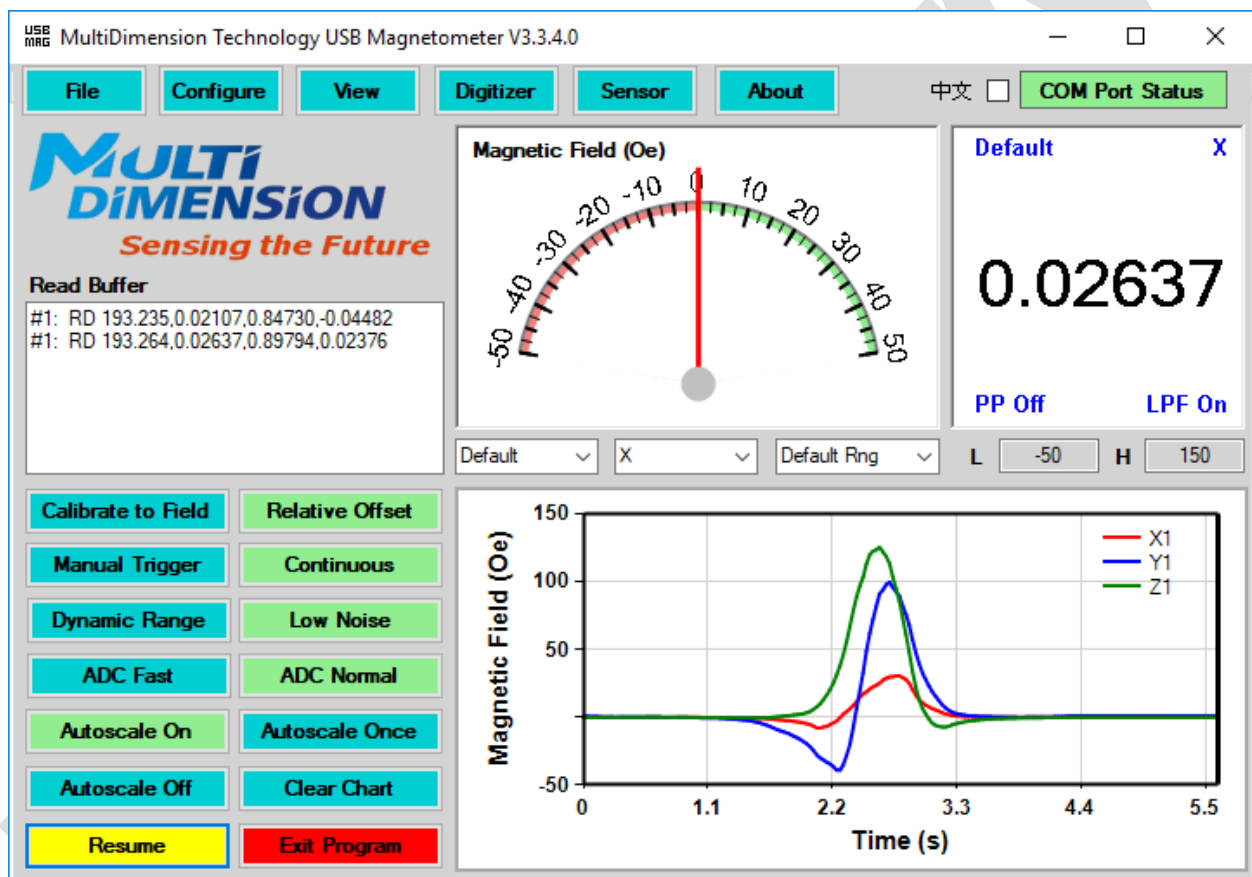 USB MAG MultiDimension Technology USB Magnetometer V3.3.4.0
File Configure View Digitizer Sensor About 中文 COM Port Status
MULTI
DIMENSION
Sensing the Future
Read Buffer
#1: RD 193.235,0.02107,0.84730,-0.04482
#1: RD 193.264,0.02637,0.89794,0.02376
Magnetic Field (Oe)
-50 -40 -30 -20 -10 0 10 20 30 40 50
Default X
0.02637
PP Off LPF On
Default X Default Rng L -50 H 150
Calibrate to Field Relative Offset
Manual Trigger Continuous
Dynamic Range Low Noise
ADC Fast ADC Normal
Autoscale On Autoscale Once
Autoscale Off Clear Chart
Resume Exit Program
Magnetic Field (Oe)
150
100
50
-50
X1
Y1
Z1
0 1.1 2.2 3.3 4.4 5.5
Time (s)